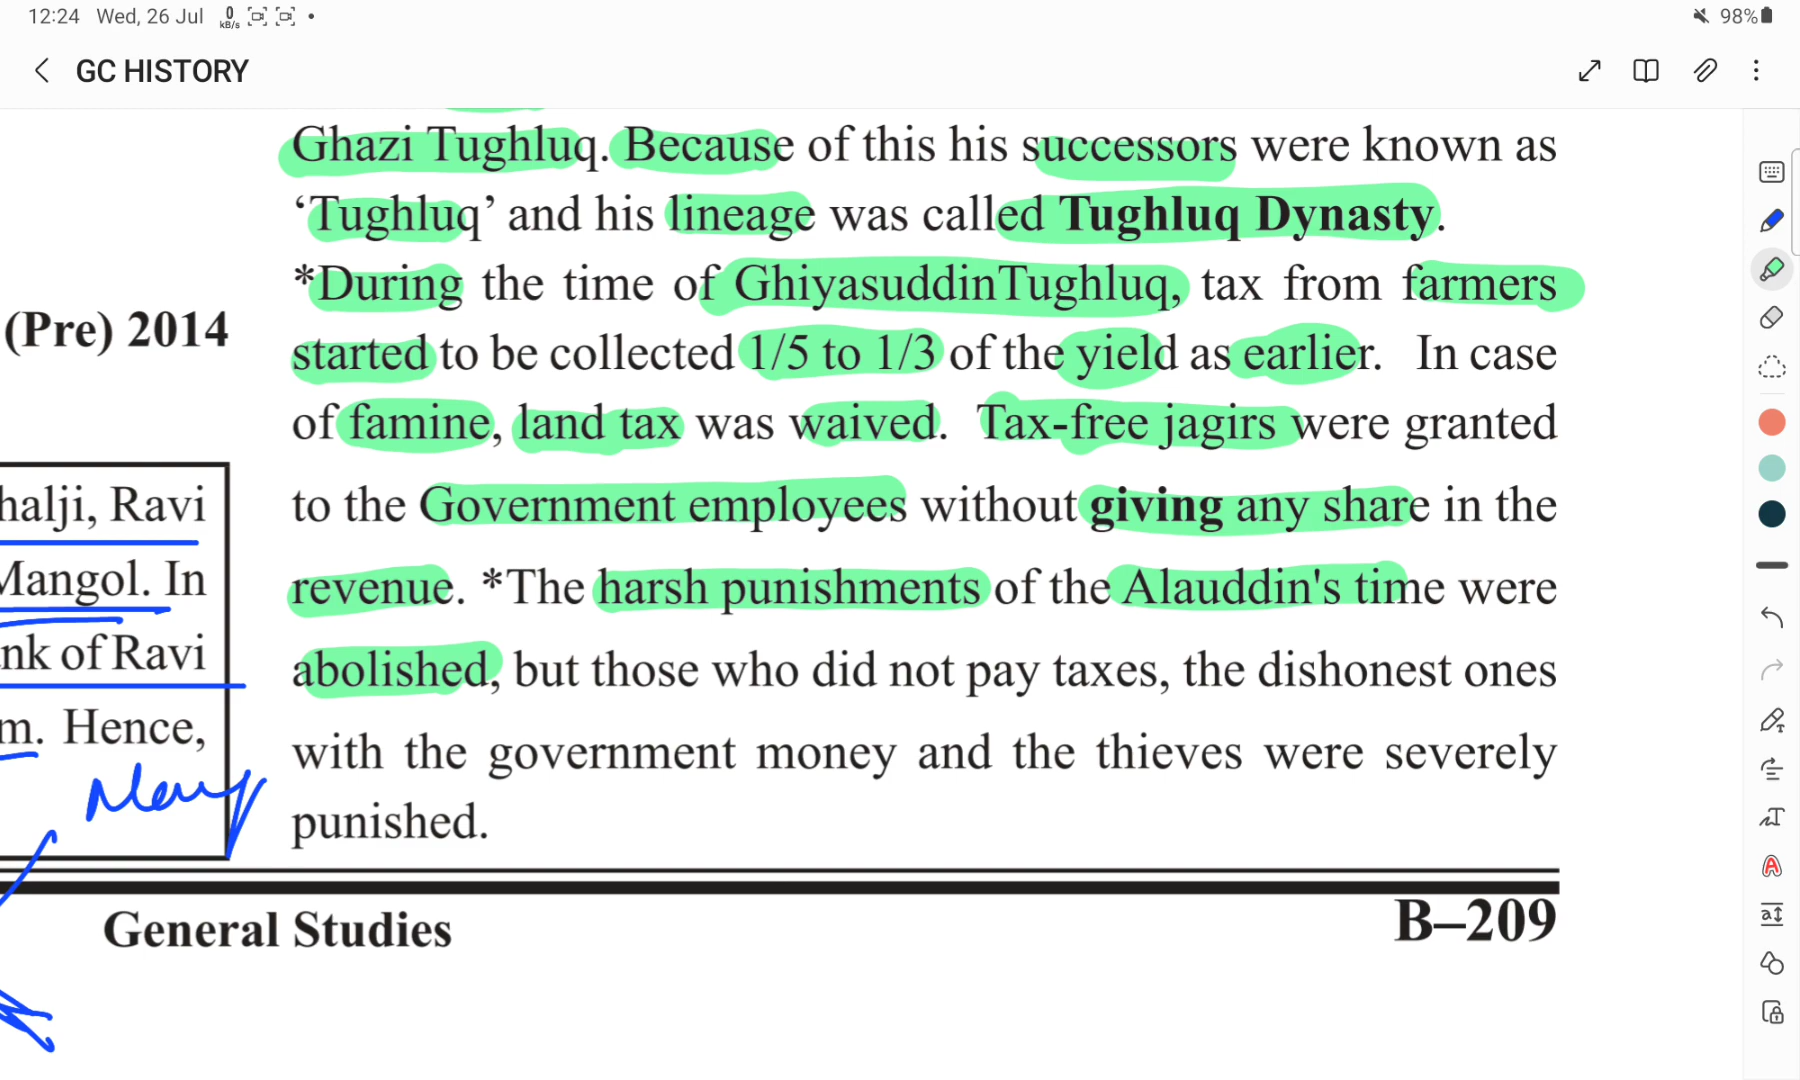 12:24 Wed, 26 Jul 0 kB/s 98%
GC HISTORY
Ghazi Tughluq. Because of this his successors were known as
‘Tughluq’ and his lineage was called Tughluq Dynasty.
*During the time of GhiyasuddinTughluq, tax from farmers
started to be collected 1/5 to 1/3 of the yield as earlier. In case
of famine, land tax was waived. Tax-free jagirs were granted
to the Government employees without giving any share in the
revenue. *The harsh punishments of the Alauddin's time were
abolished, but those who did not pay taxes, the dishonest ones
with the government money and the thieves were severely
punished.
(Pre) 2014
halji, Ravi
Mangol. In
nk of Ravi
m. Hence,
General Studies
B–209